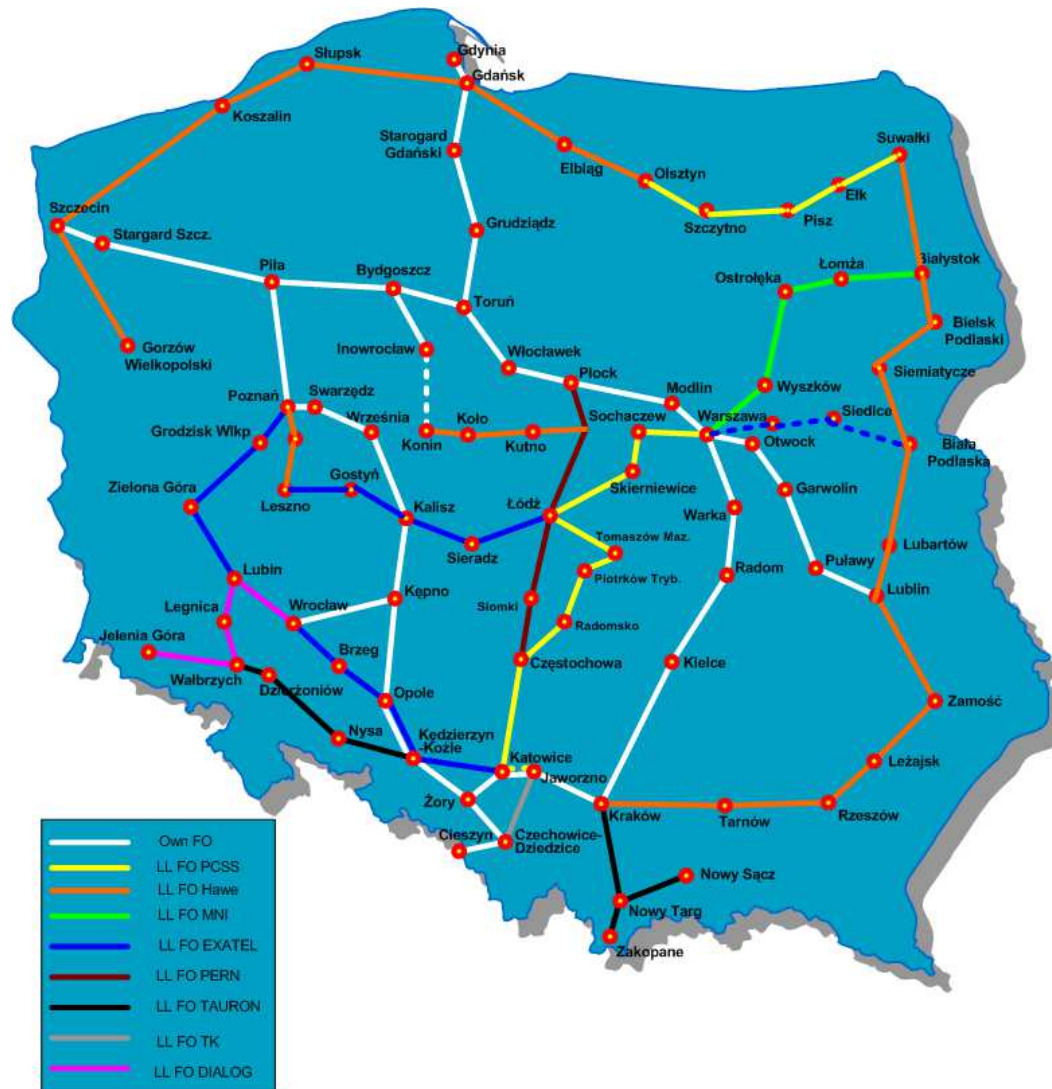 Gdynia
Słupsk
Gdańsk
Koszalin
Starogard
Gdański
Suwałki
Elbląg
Olsztyn
Ełk
Szczecin
Szczytno
Pisz
Stargard Szcz.
Grudziądz
Piła
Bydgoszcz
Ostrołęka
Łomża
Białystok
Toruń
Bielsk
Podlaski
Gorzów
Wielkopolski
Inowrocław
Włocławek
Płock
Siemiatycze
Modlin
Wyszków
Poznań
Swarzędz
Września
Koło
Sochaczew
Warszawa
Siedice
Grodzisk Wlkp
Konin
Kutno
Otwock
Biała
Podlaska
Gostyń
Skierniewice
Zielona Góra
Leszno
Łódź
Garwolin
Kalisz
Warka
Sieradz
Tomaszów Maz.
Lubartów
Lubin
Piotrków Tryb.
Radom
Puławy
Kępno
Lublin
Legnica
Wrocław
Siomki
Radomsko
Jelenia Góra
Brzeg
Częstochowa
Kielce
Wałbrzych
Dzierżoniów
Opole
Zamość
Nysa
Kędzierzyn
-Koźle
Katowice
Jaworzno
Leżajsk
Żory
Kraków
Tarnów
Rzeszów
Cieszyn
Czechowice-
Dziedzice
Nowy Sącz
Nowy Targ
Zakopane
Own FO
LL FO PCSS
LL FO Hawe
LL FO MNI
LL FO EXATEL
LL FO PERN
LL FO TAURON
LL FO TK
LL FO DIALOG